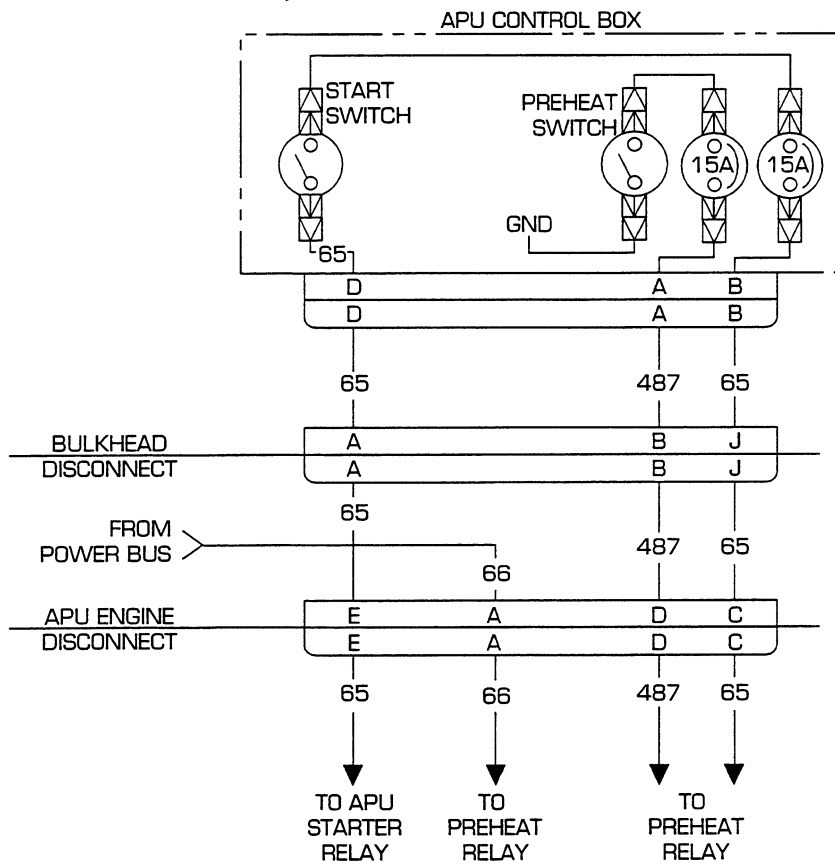 APU CONTROL BOX
START
SWITCH
PREHEAT
SWITCH
15A
15A
GND
65
D
A
B
D
A
B
65
487
65
BULKHEAD
DISCONNECT
A
B
J
A
B
J
65
FROM
POWER BUS
487
65
66
APU ENGINE
DISCONNECT
E
A
D
C
E
A
D
C
65
66
487
65
TO APU
STARTER
RELAY
TO
PREHEAT
RELAY
TO
PREHEAT
RELAY